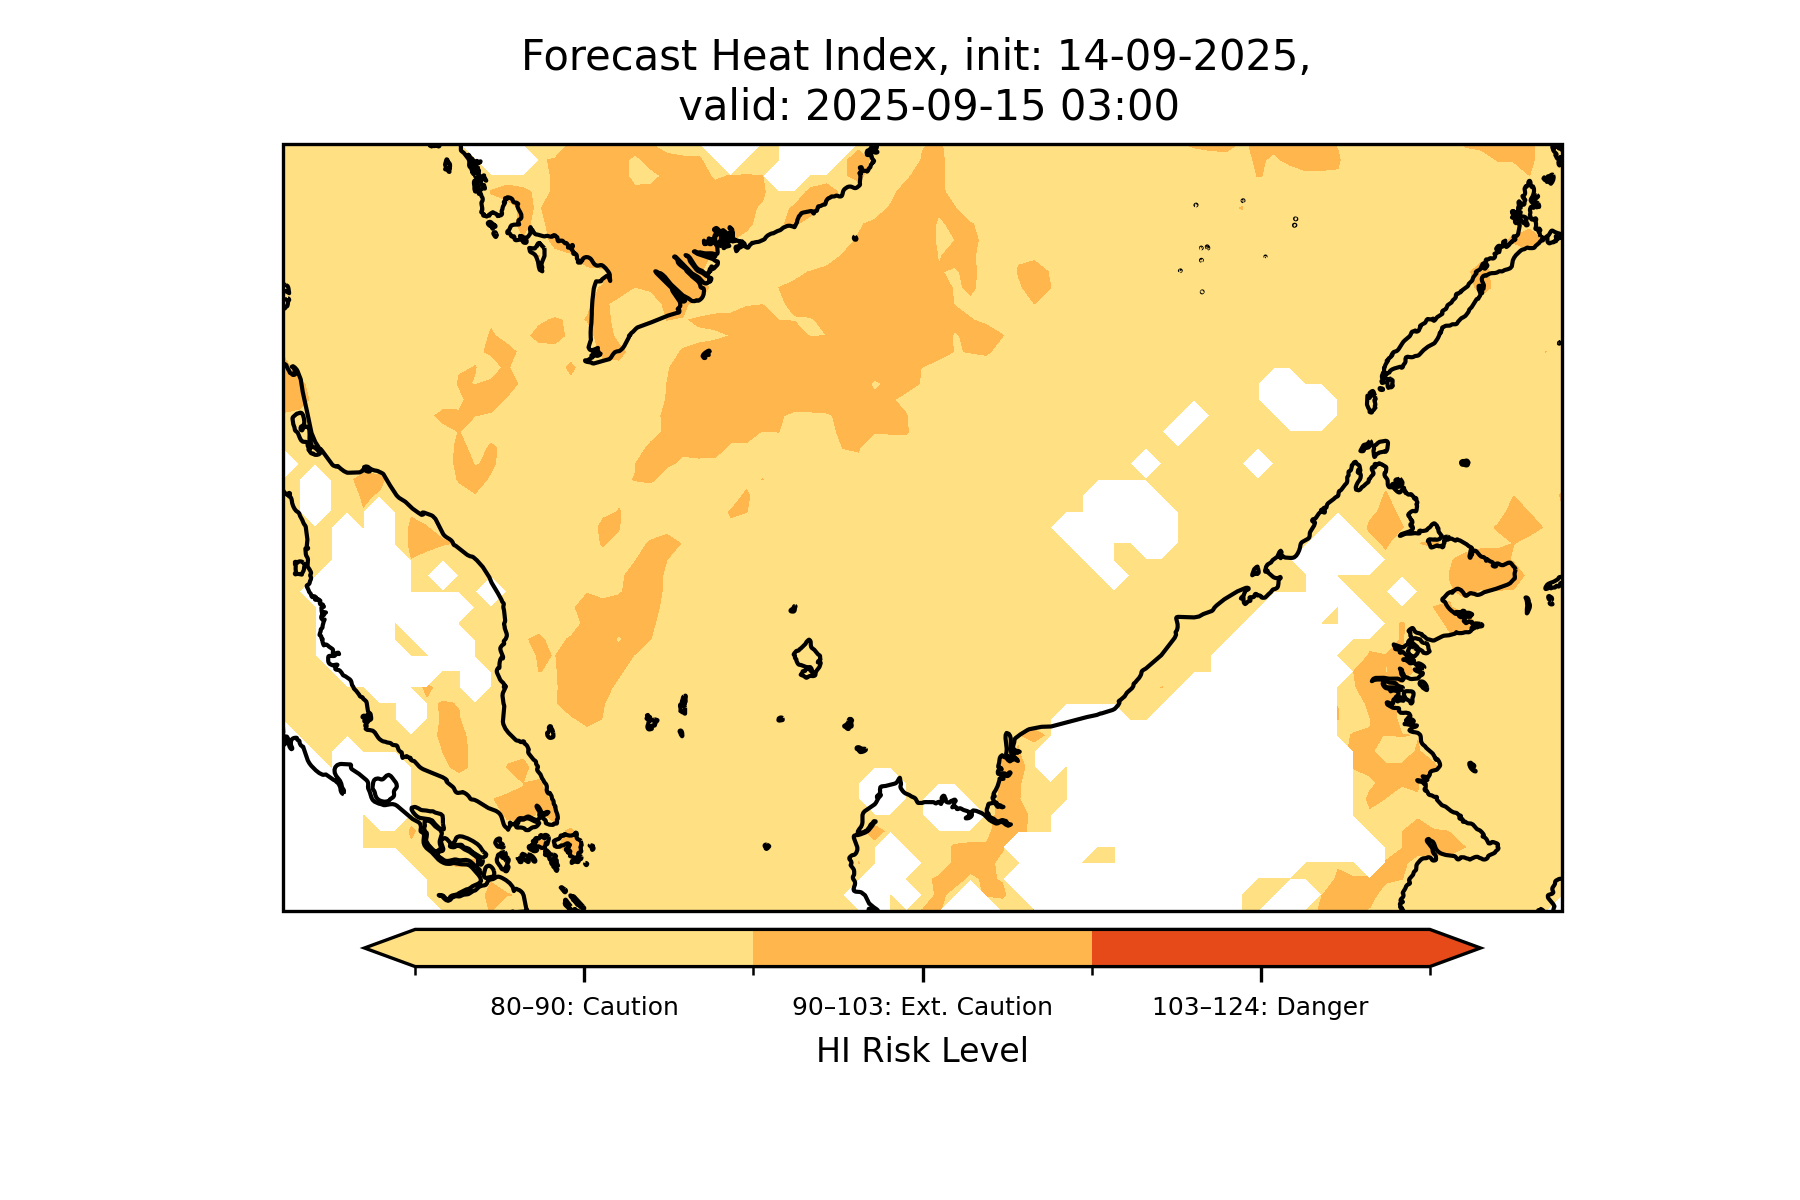 Forecast Heat Index, init: 14-09-2025,
valid: 2025-09-15 03:00
80–90: Caution
90–103: Ext. Caution
103–124: Danger
HI Risk Level